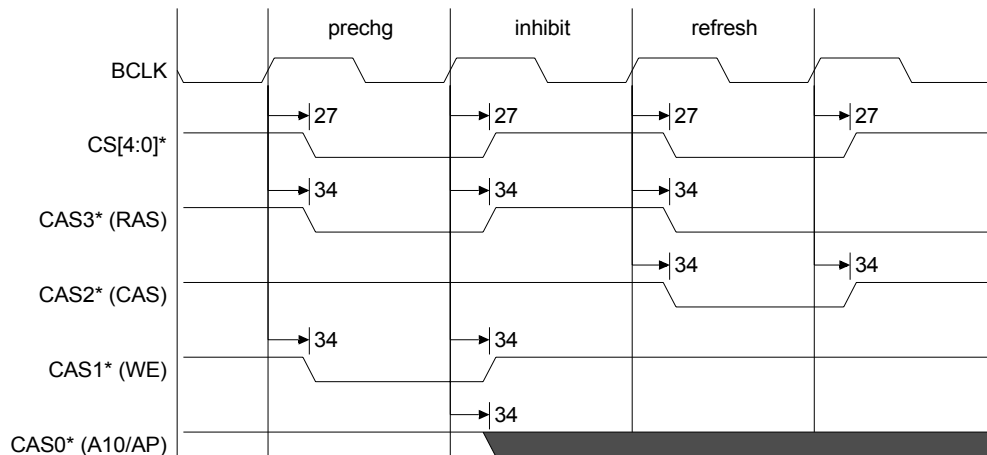 prechg inhibit refresh
BCLK
27 27 27 27
CS[4:0]*
34 34 34
CAS3* (RAS)
34 34
CAS2* (CAS)
34 34
CAS1* (WE)
34
CAS0* (A10/AP)